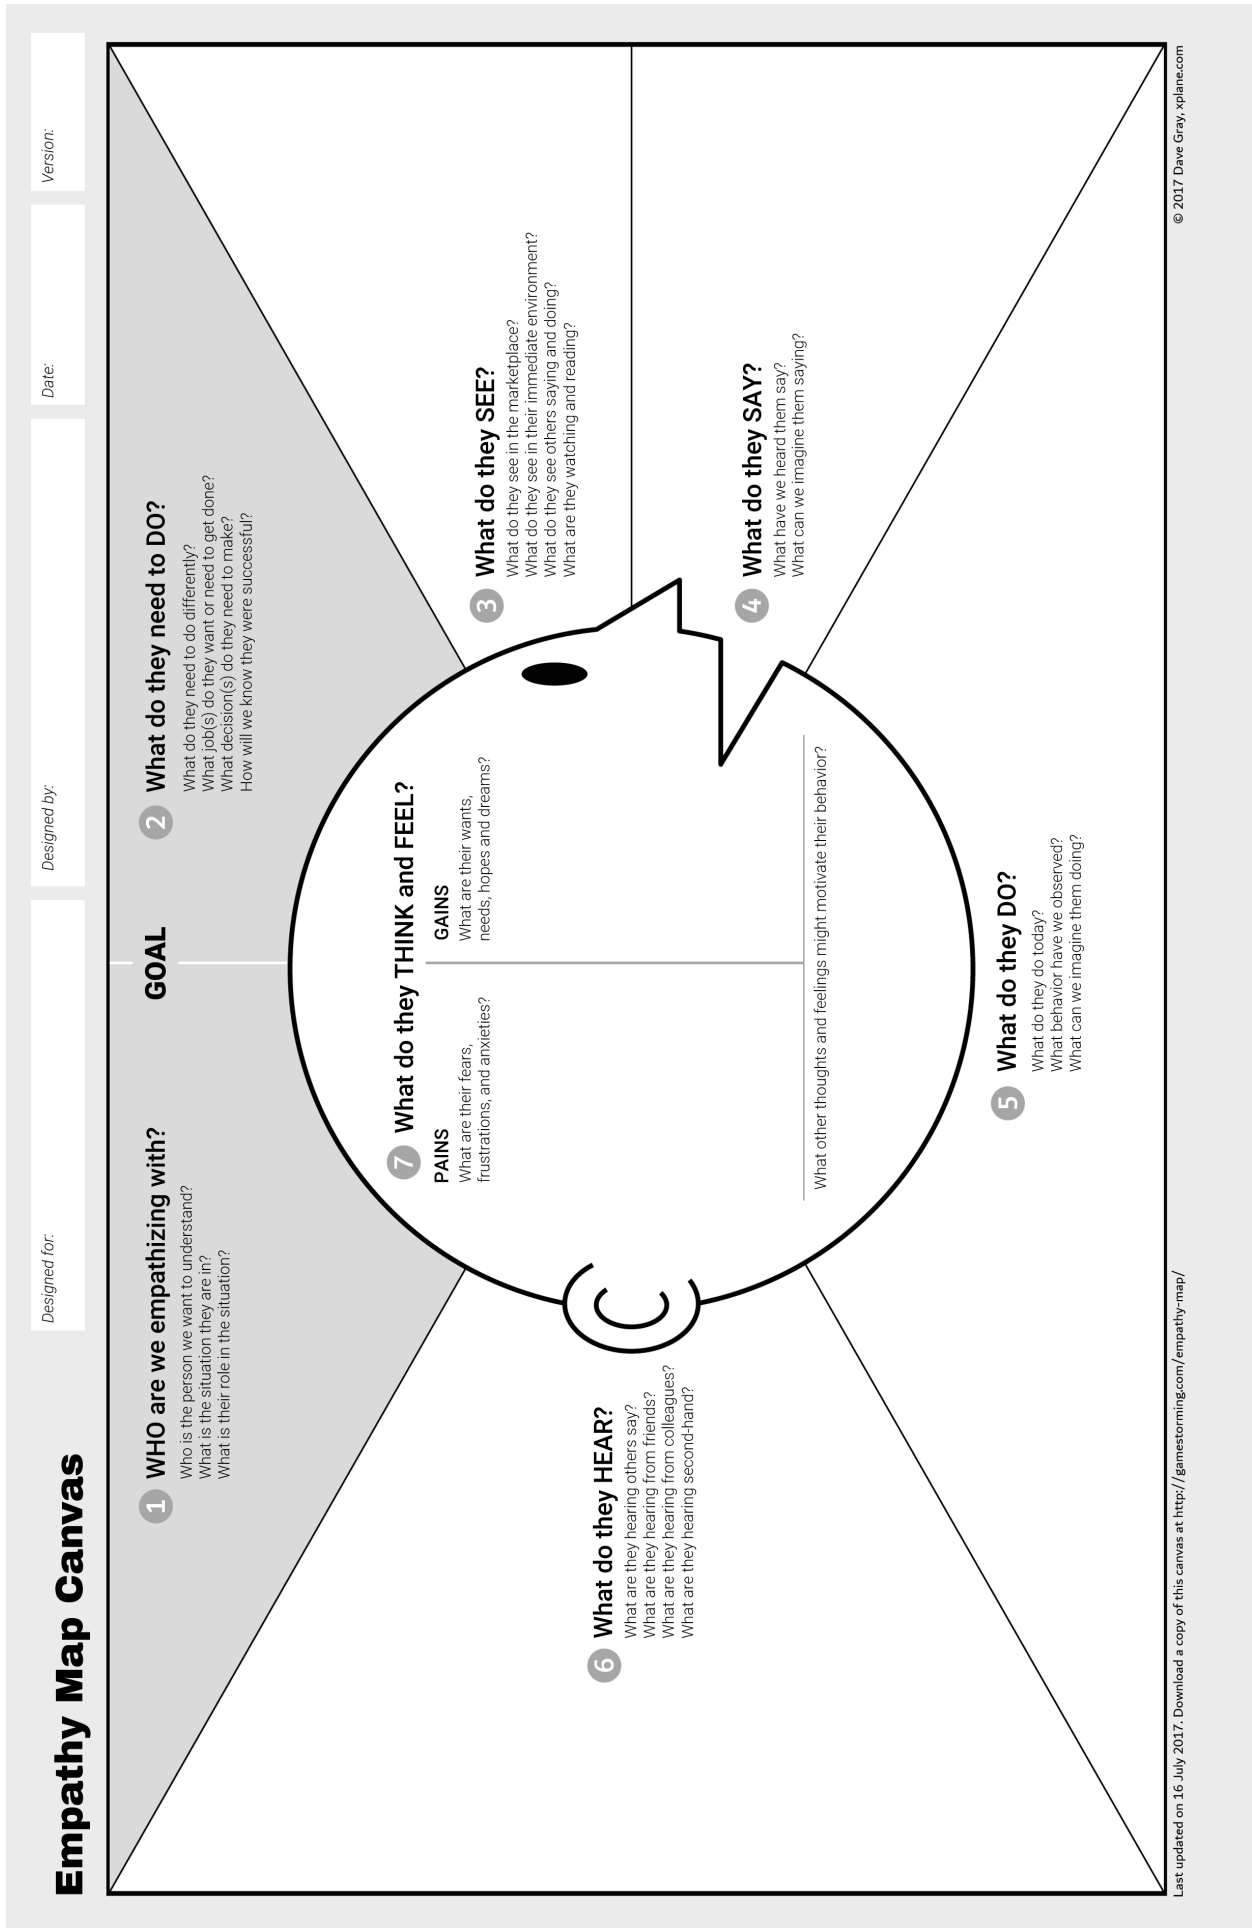 Empathy Map Canvas
Designed for:
Designed by:
Date:
Version:
1
WHO are we empathizing with?
Who is the person we want to understand?
What is the situation they are in?
What is their role in the situation?
GOAL
2
What do they need to DO?
What do they need to do differently?
What job(s) do they want or need to get done?
What decision(s) do they need to make?
How will we know they were successful?
3
What do they SEE?
What do they see in the marketplace?
What do they see in their immediate environment?
What do they see others saying and doing?
What are they watching and reading?
4
What do they SAY?
What have we heard them say?
What can we imagine them saying?
5
What do they DO?
What do they do today?
What behavior have we observed?
What can we imagine them doing?
6
What do they HEAR?
What are they hearing others say?
What are they hearing from friends?
What are they hearing from colleagues?
What are they hearing second-hand?
7
What do they THINK and FEEL?
PAINS
What are their fears,
frustrations, and anxieties?
GAINS
What are their wants,
needs, hopes and dreams?
What other thoughts and feelings might motivate their behavior?
Last updated on 16 July 2017. Download a copy of this canvas at http://gamestorming.com/empathy-map/
© 2017 Dave Gray, xplane.com